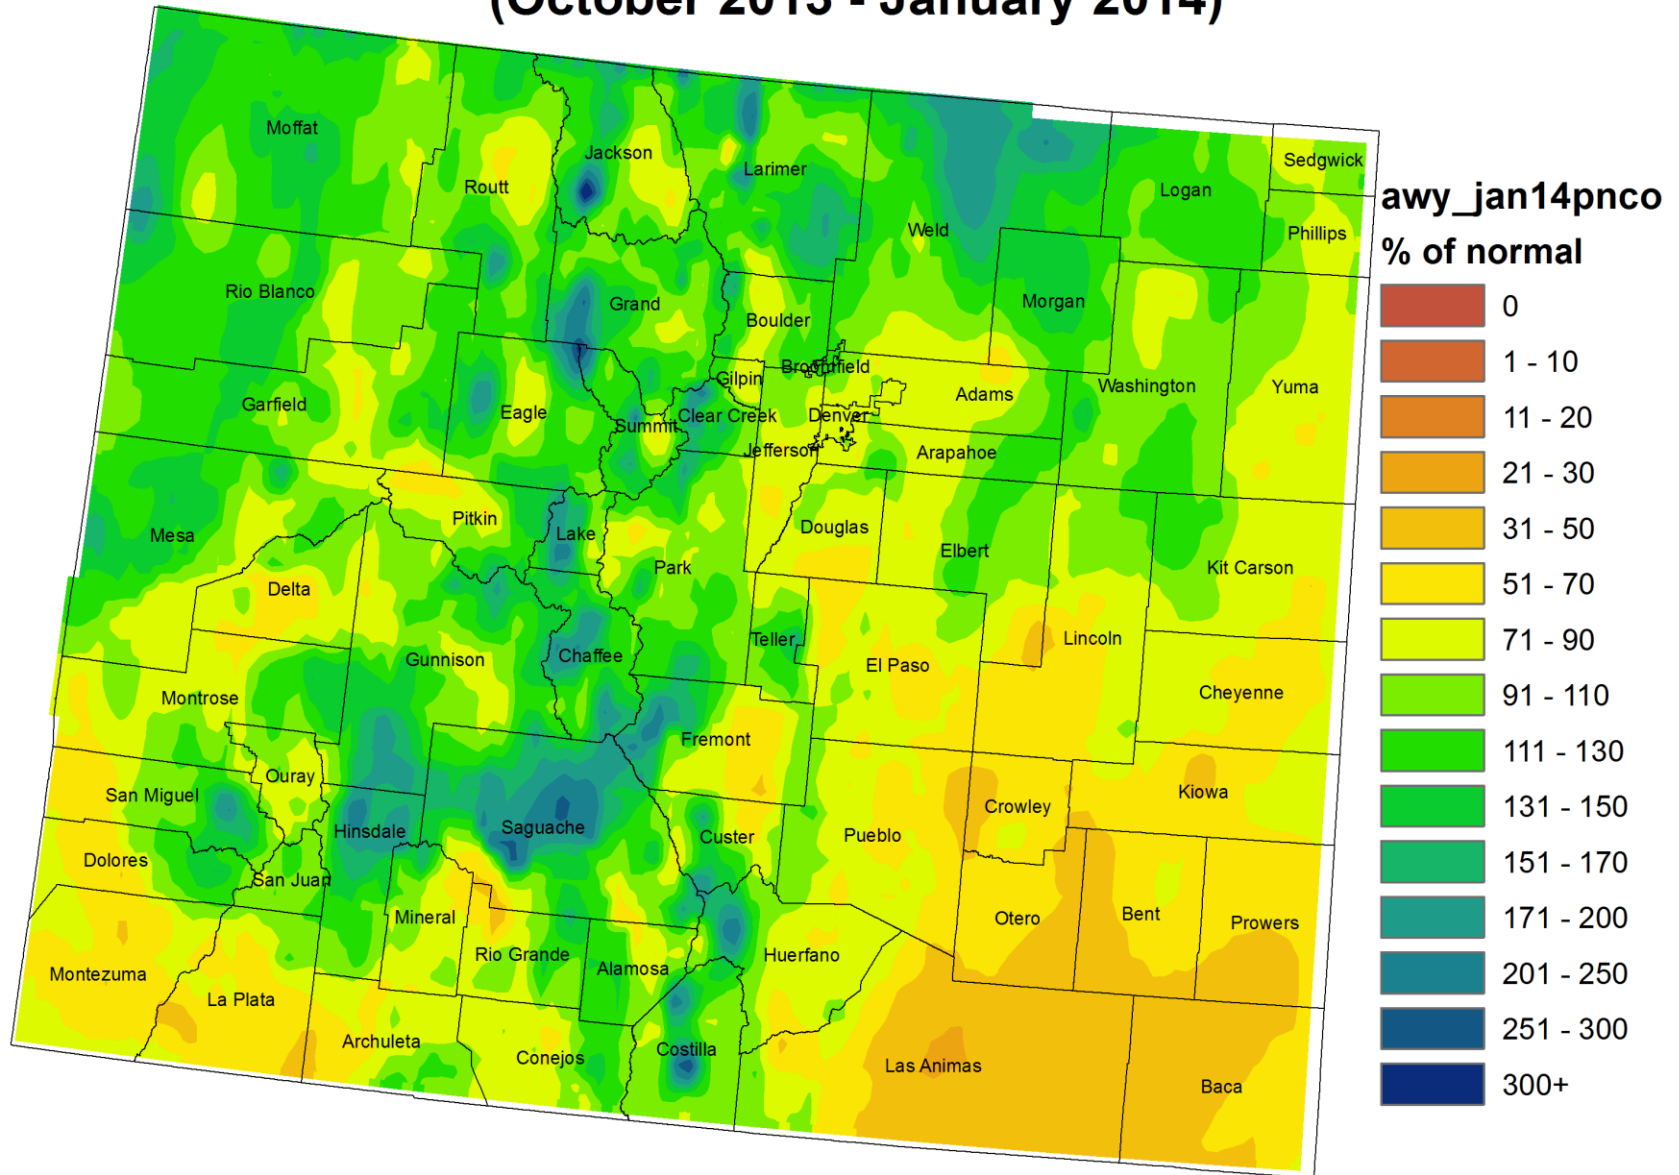 (October 2013 - January 2014)
awy_jan14pnco
% of normal
0
1 - 10
11 - 20
21 - 30
31 - 50
51 - 70
71 - 90
91 - 110
111 - 130
131 - 150
151 - 170
171 - 200
201 - 250
251 - 300
300+
Moffat
Jackson
Routt
Larimer
Sedgwick
Logan
Phillips
Weld
Rio Blanco
Grand
Morgan
Boulder
Broomfield
Gilpin
Garfield
Eagle
Clear Creek
Summit
Denver
Adams
Washington
Yuma
Jefferson
Arapahoe
Pitkin
Mesa
Lake
Douglas
Elbert
Park
Kit Carson
Delta
Teller
Lincoln
Gunnison
Chaffee
El Paso
Montrose
Cheyenne
Fremont
Ouray
San Miguel
Kiowa
Crowley
Hinsdale
Saguache
Custer
Pueblo
Dolores
San Juan
Mineral
Otero
Bent
Prowers
Rio Grande
Alamosa
Huerfano
Montezuma
La Plata
Archuleta
Conejos
Costilla
Las Animas
Baca